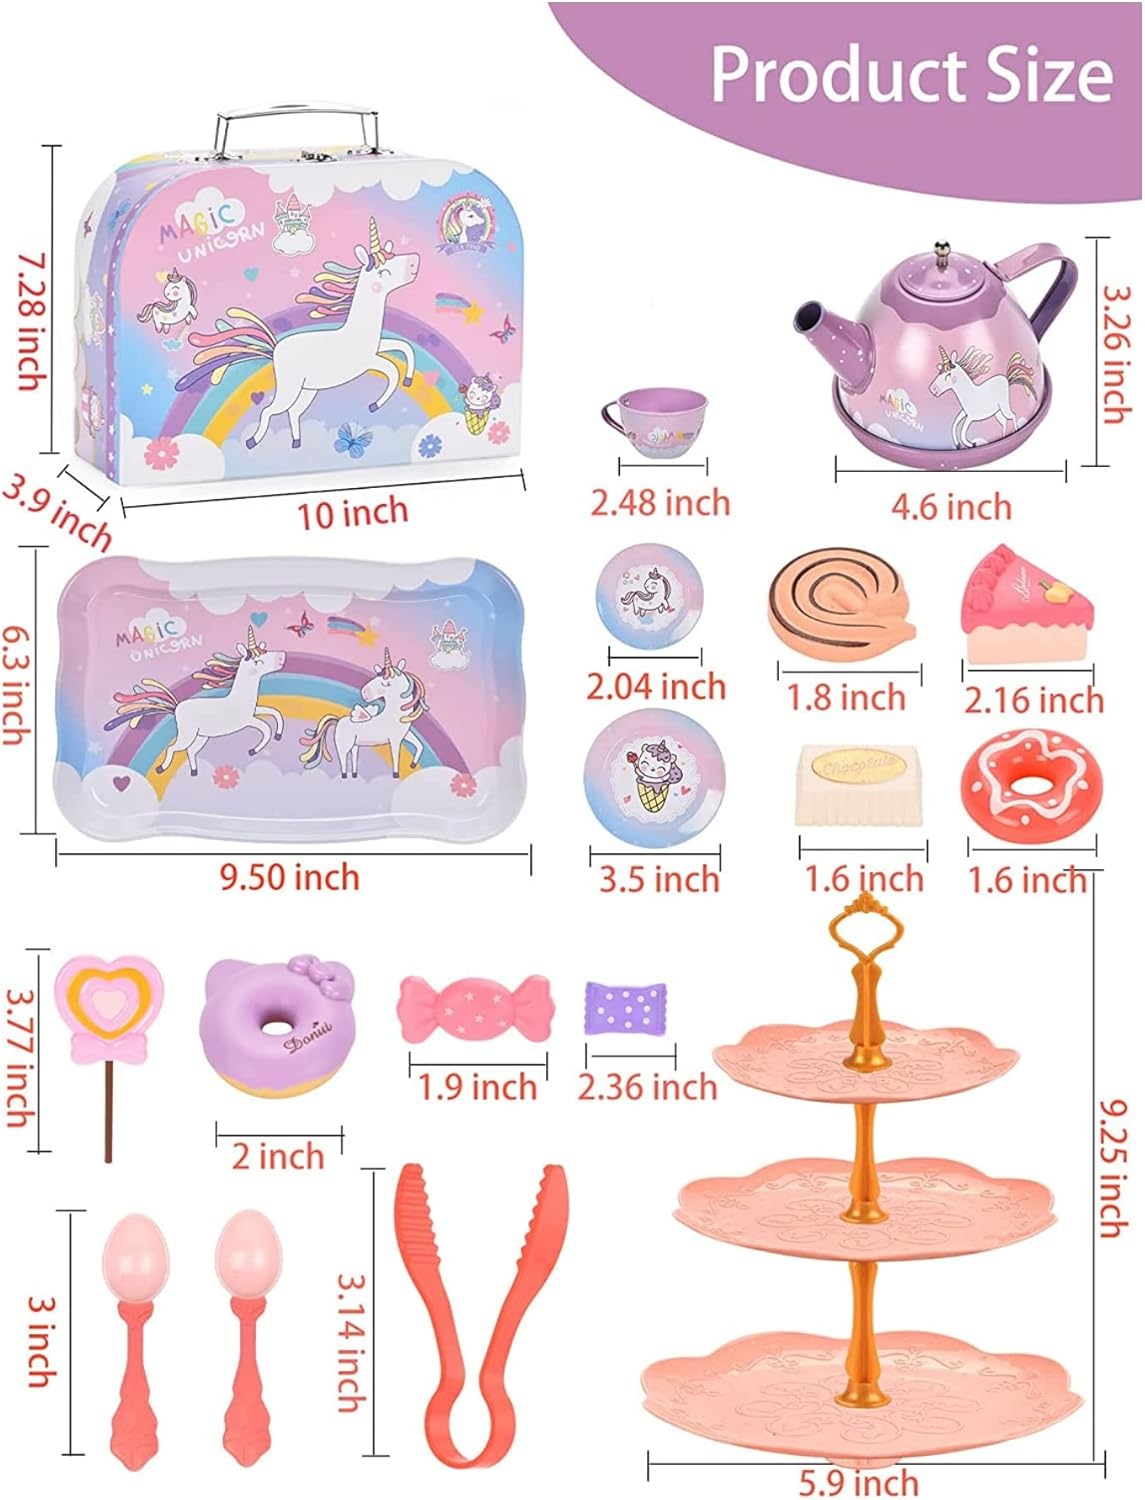 Product Size
MAGIC
UNICORN
TEA TIME
7.28 inch
3.9 inch
10 inch
MAGIC
UNICORN
3.26 inch
2.48 inch
4.6 inch
6.3 inch
MAGIC
UNICORN
9.50 inch
2.04 inch
1.8 inch
2.16 inch
3.5 inch
Chocolate
1.6 inch
1.6 inch
3.77 inch
Donut
2 inch
1.9 inch
2.36 inch
9.25 inch
3 inch
3.14 inch
5.9 inch